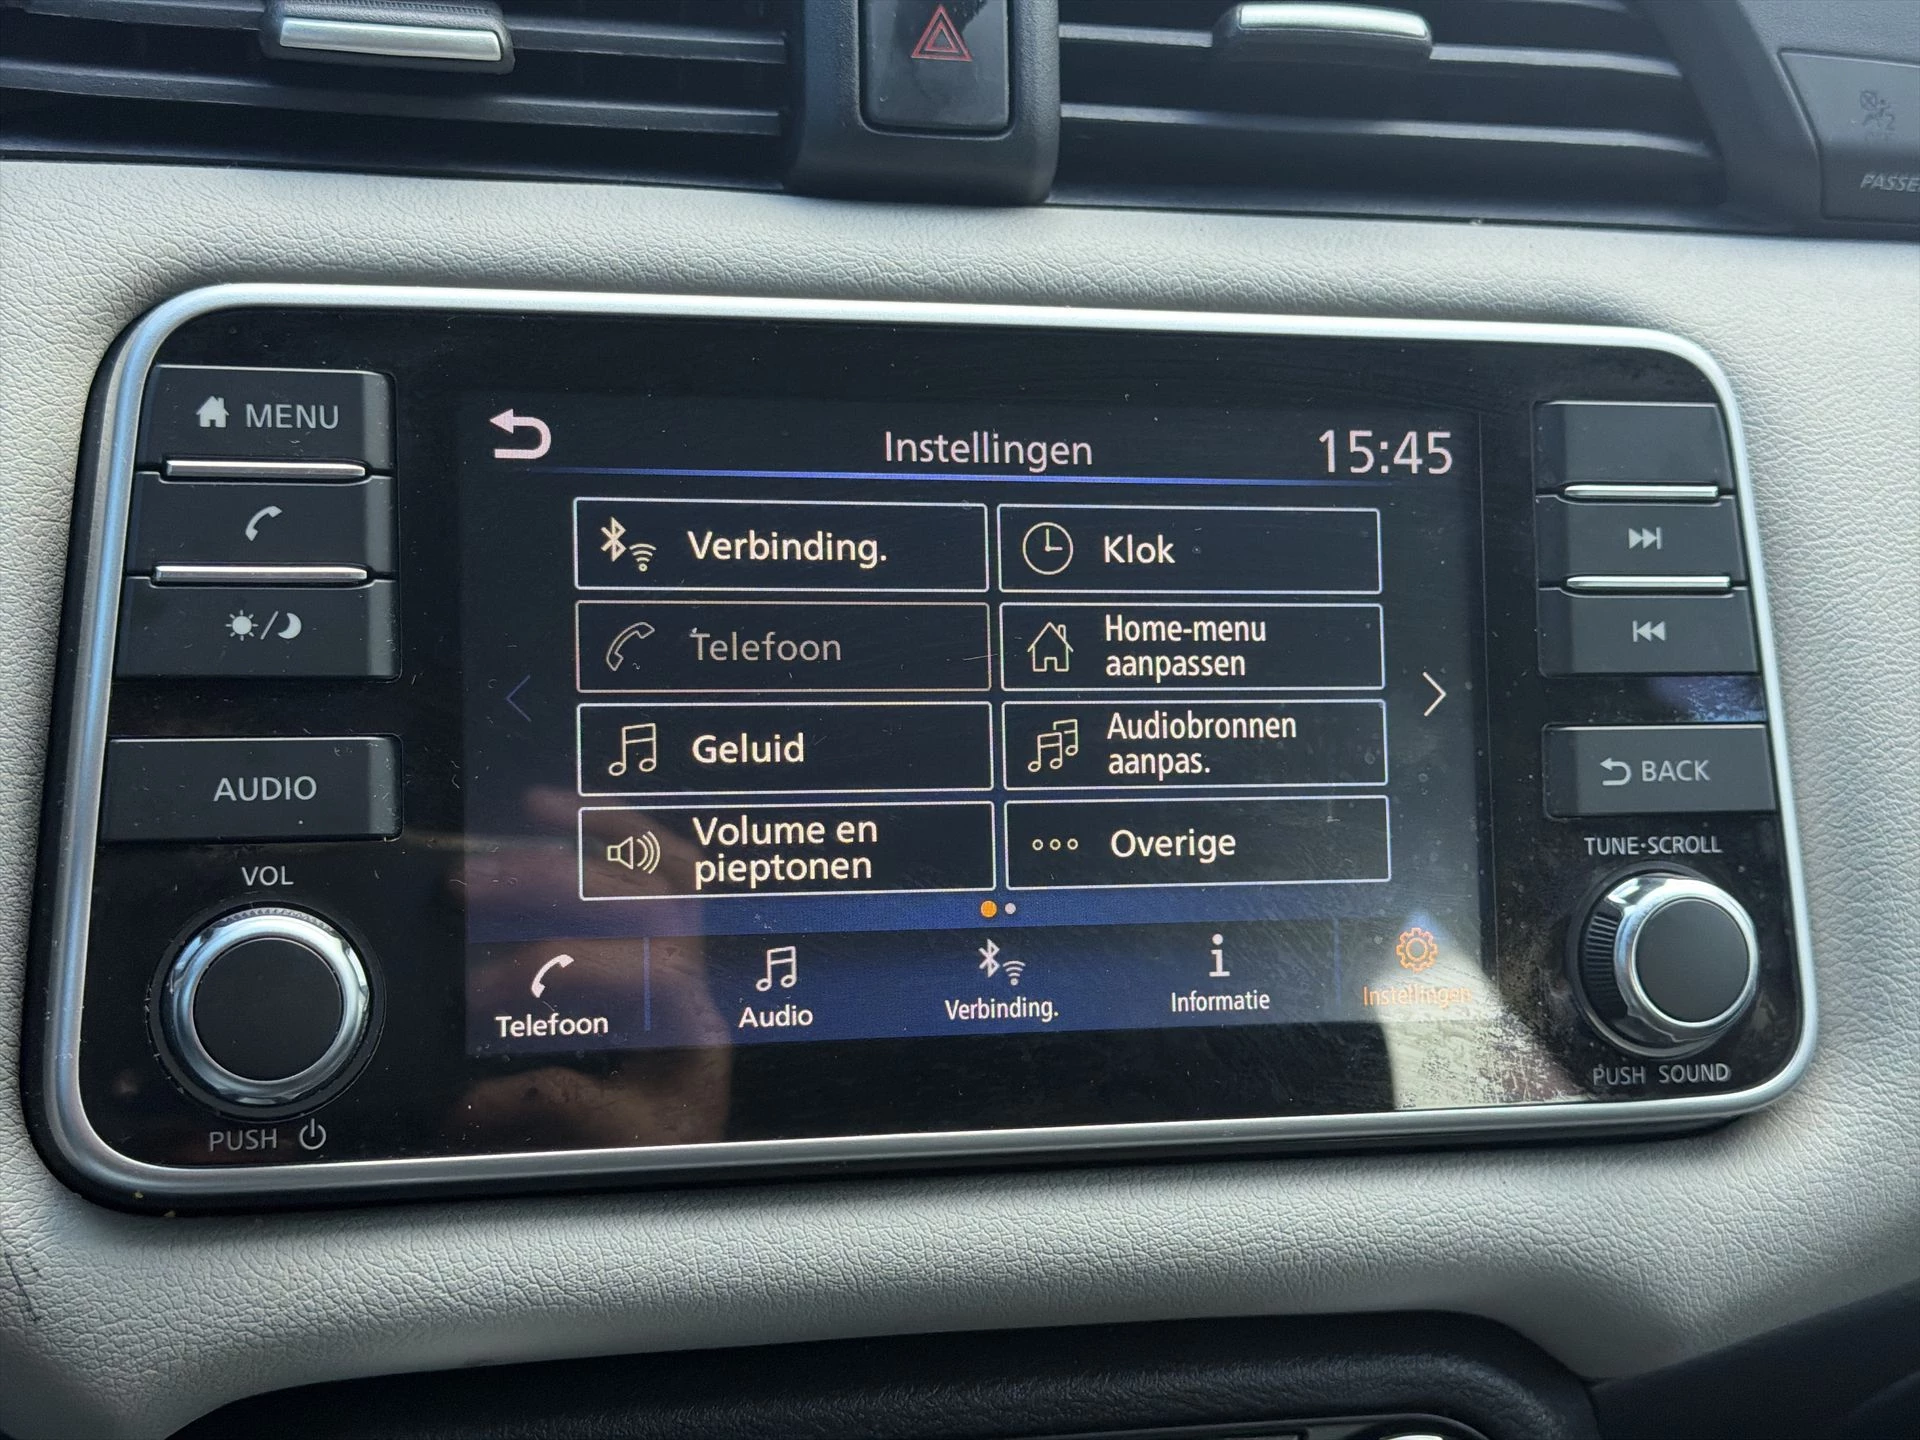 PASSE
MENU
Instellingen
15:45
Verbinding.
Klok
Telefoon
Home-menu
aanpassen
Geluid
Audiobronnen
aanpas.
Volume en
pieptonen
Overige
AUDIO
BACK
VOL
TUNE·SCROLL
Telefoon
Audio
Verbinding.
Informatie
Instellingen
PUSH
PUSH SOUND